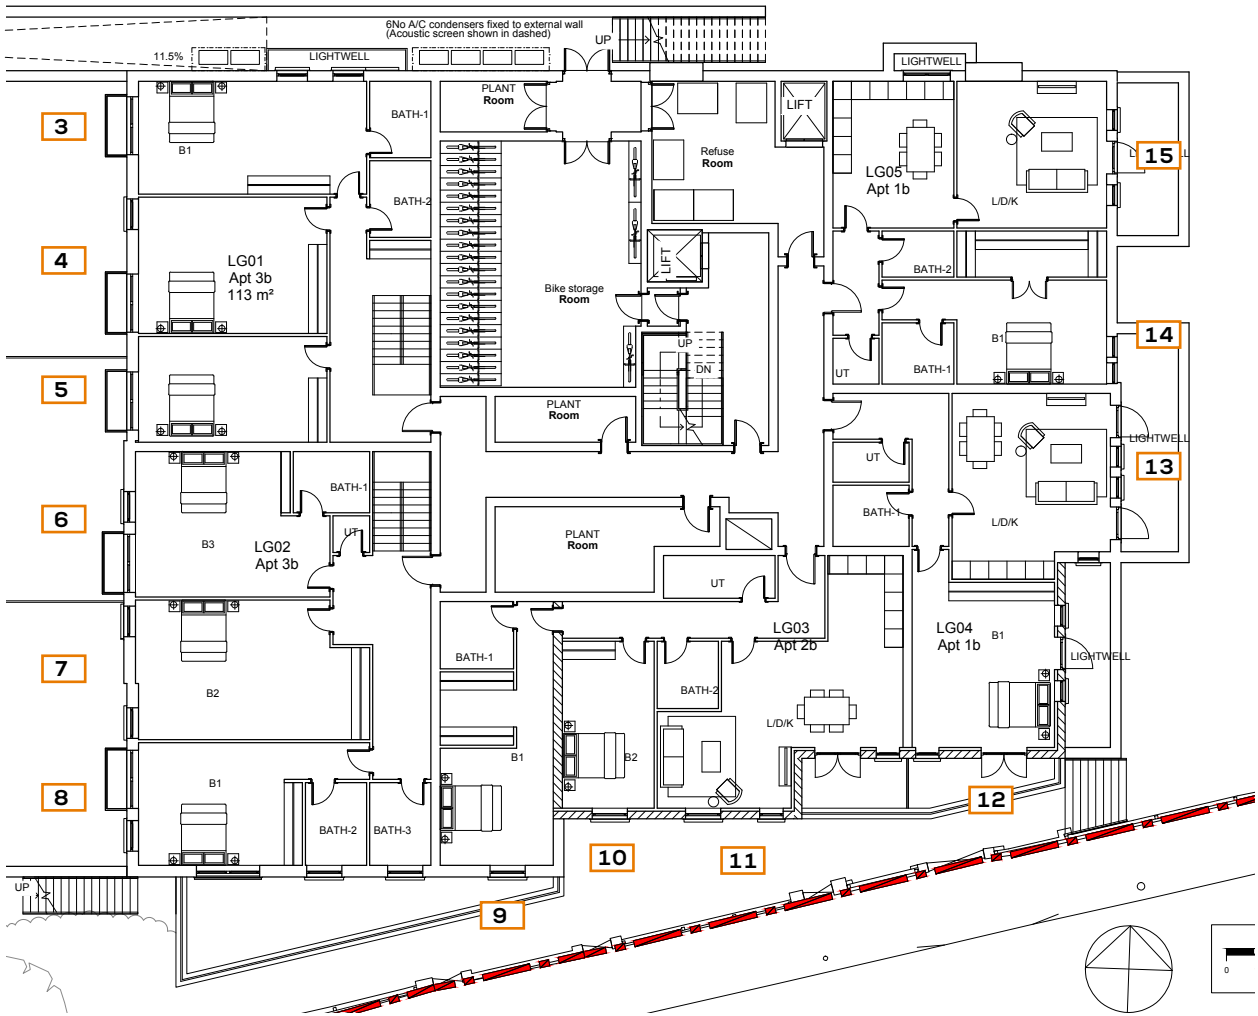 6No A/C condensers fixed to external wall
(Acoustic screen shown in dashed)
UP
11.5%
LIGHTWELL
LIGHTWELL
PLANT
Room
LIFT
3
BATH-1
B1
Refuse
Room
LG05
Apt 1b
15
L/D/K
BATH-2
4
LG01
Apt 3b
113 m²
LIFT
BATH-2
Bike storage
Room
14
B1
UP
DN
UT
BATH-1
5
PLANT
Room
LIGHTWELL
13
UT
BATH-1
6
BATH-1
B3
UT
LG02
Apt 3b
PLANT
Room
L/D/K
UT
LG03
Apt 2b
LG04
Apt 1b
B1
LIGHTWELL
7
BATH-1
B2
BATH-2
L/D/K
B1
B2
B1
8
12
BATH-2
BATH-3
10
11
UP
9
0